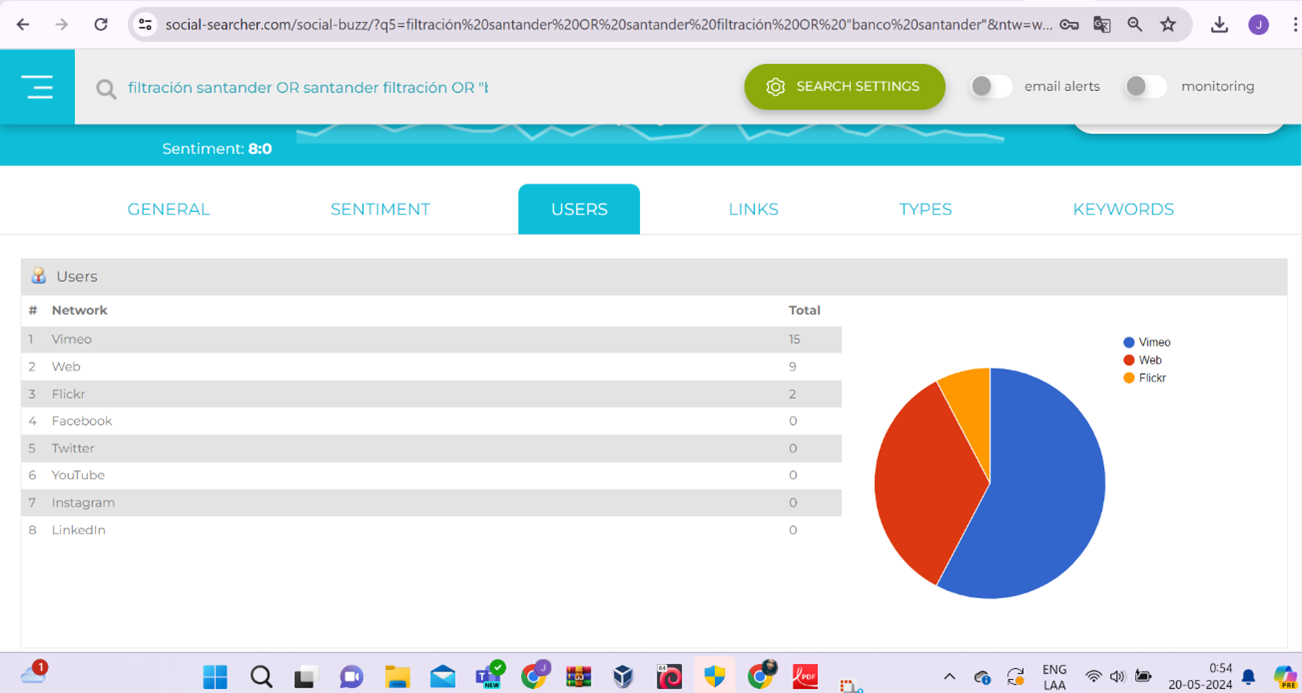 social-searcher.com/social-buzz/?q5=filtración%20santander%20OR%20santander%20filtración%20OR%20"banco%20santander"&ntw=w...
J
filtración santander OR santander filtración OR "b
SEARCH SETTINGS
email alerts
monitoring
Sentiment: 8:0
GENERAL
SENTIMENT
USERS
LINKS
TYPES
KEYWORDS
Users
# Network Total
1 Vimeo 15
2 Web 9
3 Flickr 2
4 Facebook 0
5 Twitter 0
6 YouTube 0
7 Instagram 0
8 LinkedIn 0
Vimeo
Web
Flickr
1
NEW
J
64
PDF
ENG
LAA
0:54
20-05-2024
PRE